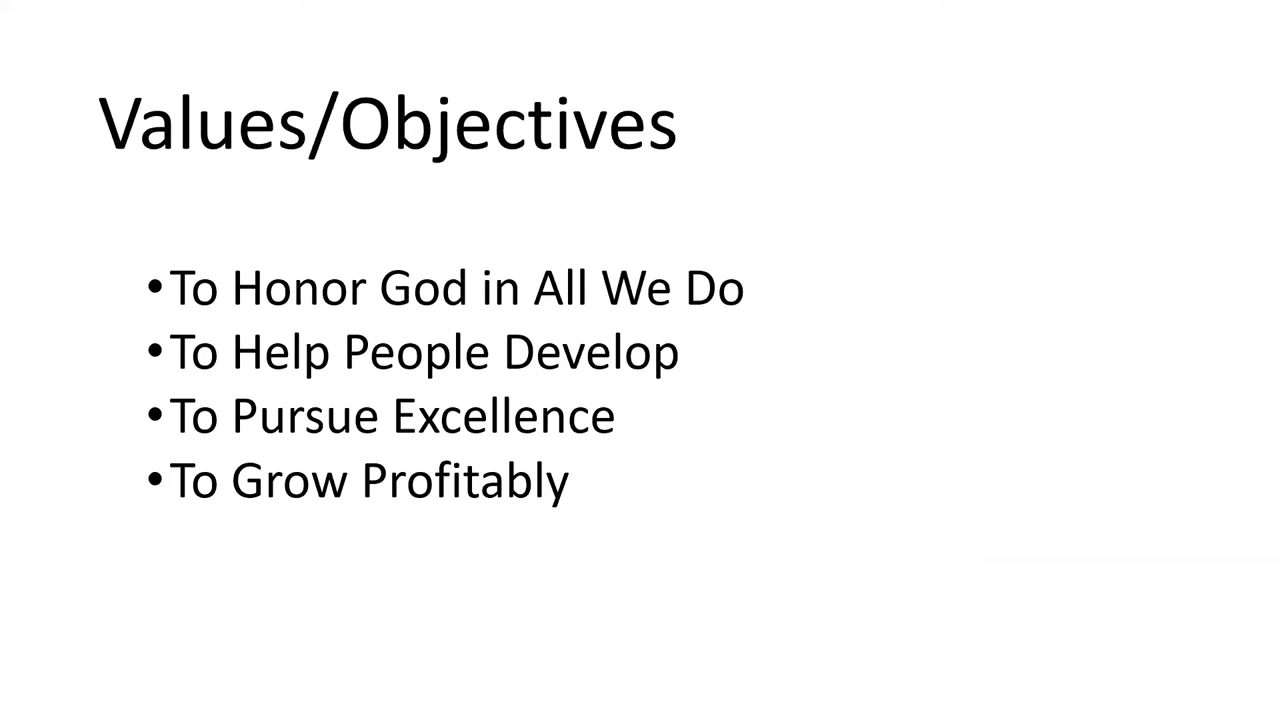 Values/Objectives
•To Honor God in All We Do
•To Help People Develop
•To Pursue Excellence
•To Grow Profitably